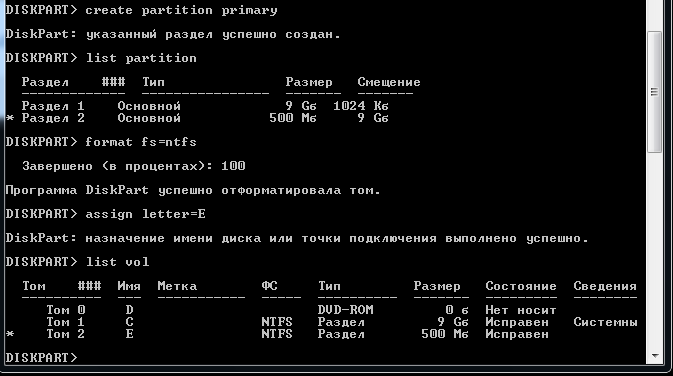 DISKPART> create partition primary
DiskPart: указанный раздел успешно создан.
DISKPART> list partition
Раздел ### Тип Размер Смещение
------------- ---------------- ------- --------
Раздел 1 Основной 9 Gб 1024 Kб
* Раздел 2 Основной 500 Mб 9 Gб
DISKPART> format fs=ntfs
Завершено (в процентах): 100
Программа DiskPart успешно отформатировала том.
DISKPART> assign letter=E
DiskPart: назначение имени диска или точки подключения выполнено успешно.
DISKPART> list vol
Том ### Имя Метка ФС Тип Размер Состояние Сведения
---------- --- ----------- ----- ---------- ------- --------- --------
Том 0 D DVD-ROM 0 б Нет носит
Том 1 C NTFS Раздел 9 Gб Исправен Системны
* Том 2 E NTFS Раздел 500 Mб Исправен
DISKPART>